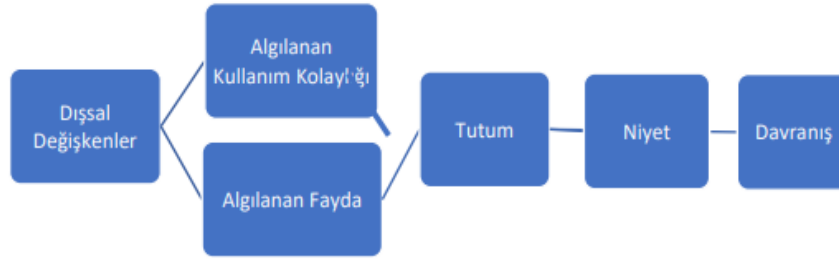 Dışsal
Değişkenler
Algılanan
Kullanım Kolaylığı
Algılanan Fayda
Tutum
Niyet
Davranış